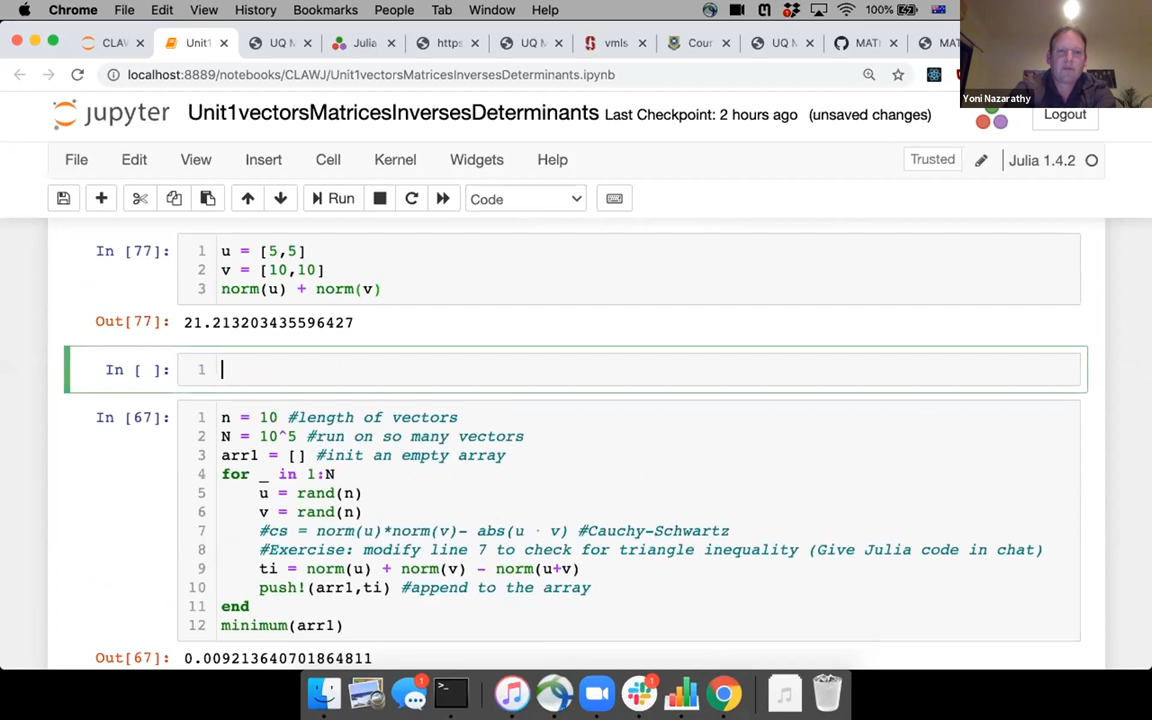 Chrome File Edit View History Bookmarks People Tab Window Help 100%
CLAW Unit1 UQ M Julia https UQ M vmls Cour UQ M MATH MAT
localhost:8889/notebooks/CLAWJ/Unit1vectorsMatricesInversesDeterminants.ipynb
Yoni Nazarathy
jupyter Unit1vectorsMatricesInversesDeterminants Last Checkpoint: 2 hours ago (unsaved changes) Logout
File Edit View Insert Cell Kernel Widgets Help Trusted Julia 1.4.2
Run Code
In [77]: 1 u = [5,5]
2 v = [10,10]
3 norm(u) + norm(v)
Out[77]: 21.213203435596427
In [ ]: 1
In [67]: 1 n = 10 #length of vectors
2 N = 10^5 #run on so many vectors
3 arr1 = [] #init an empty array
4 for _ in 1:N
5 u = rand(n)
6 v = rand(n)
7 #cs = norm(u)*norm(v)- abs(u ⋅ v) #Cauchy-Schwartz
8 #Exercise: modify line 7 to check for triangle inequality (Give Julia code in chat)
9 ti = norm(u) + norm(v) - norm(u+v)
10 push!(arr1,ti) #append to the array
11 end
12 minimum(arr1)
Out[67]: 0.009213640701864811
1 1